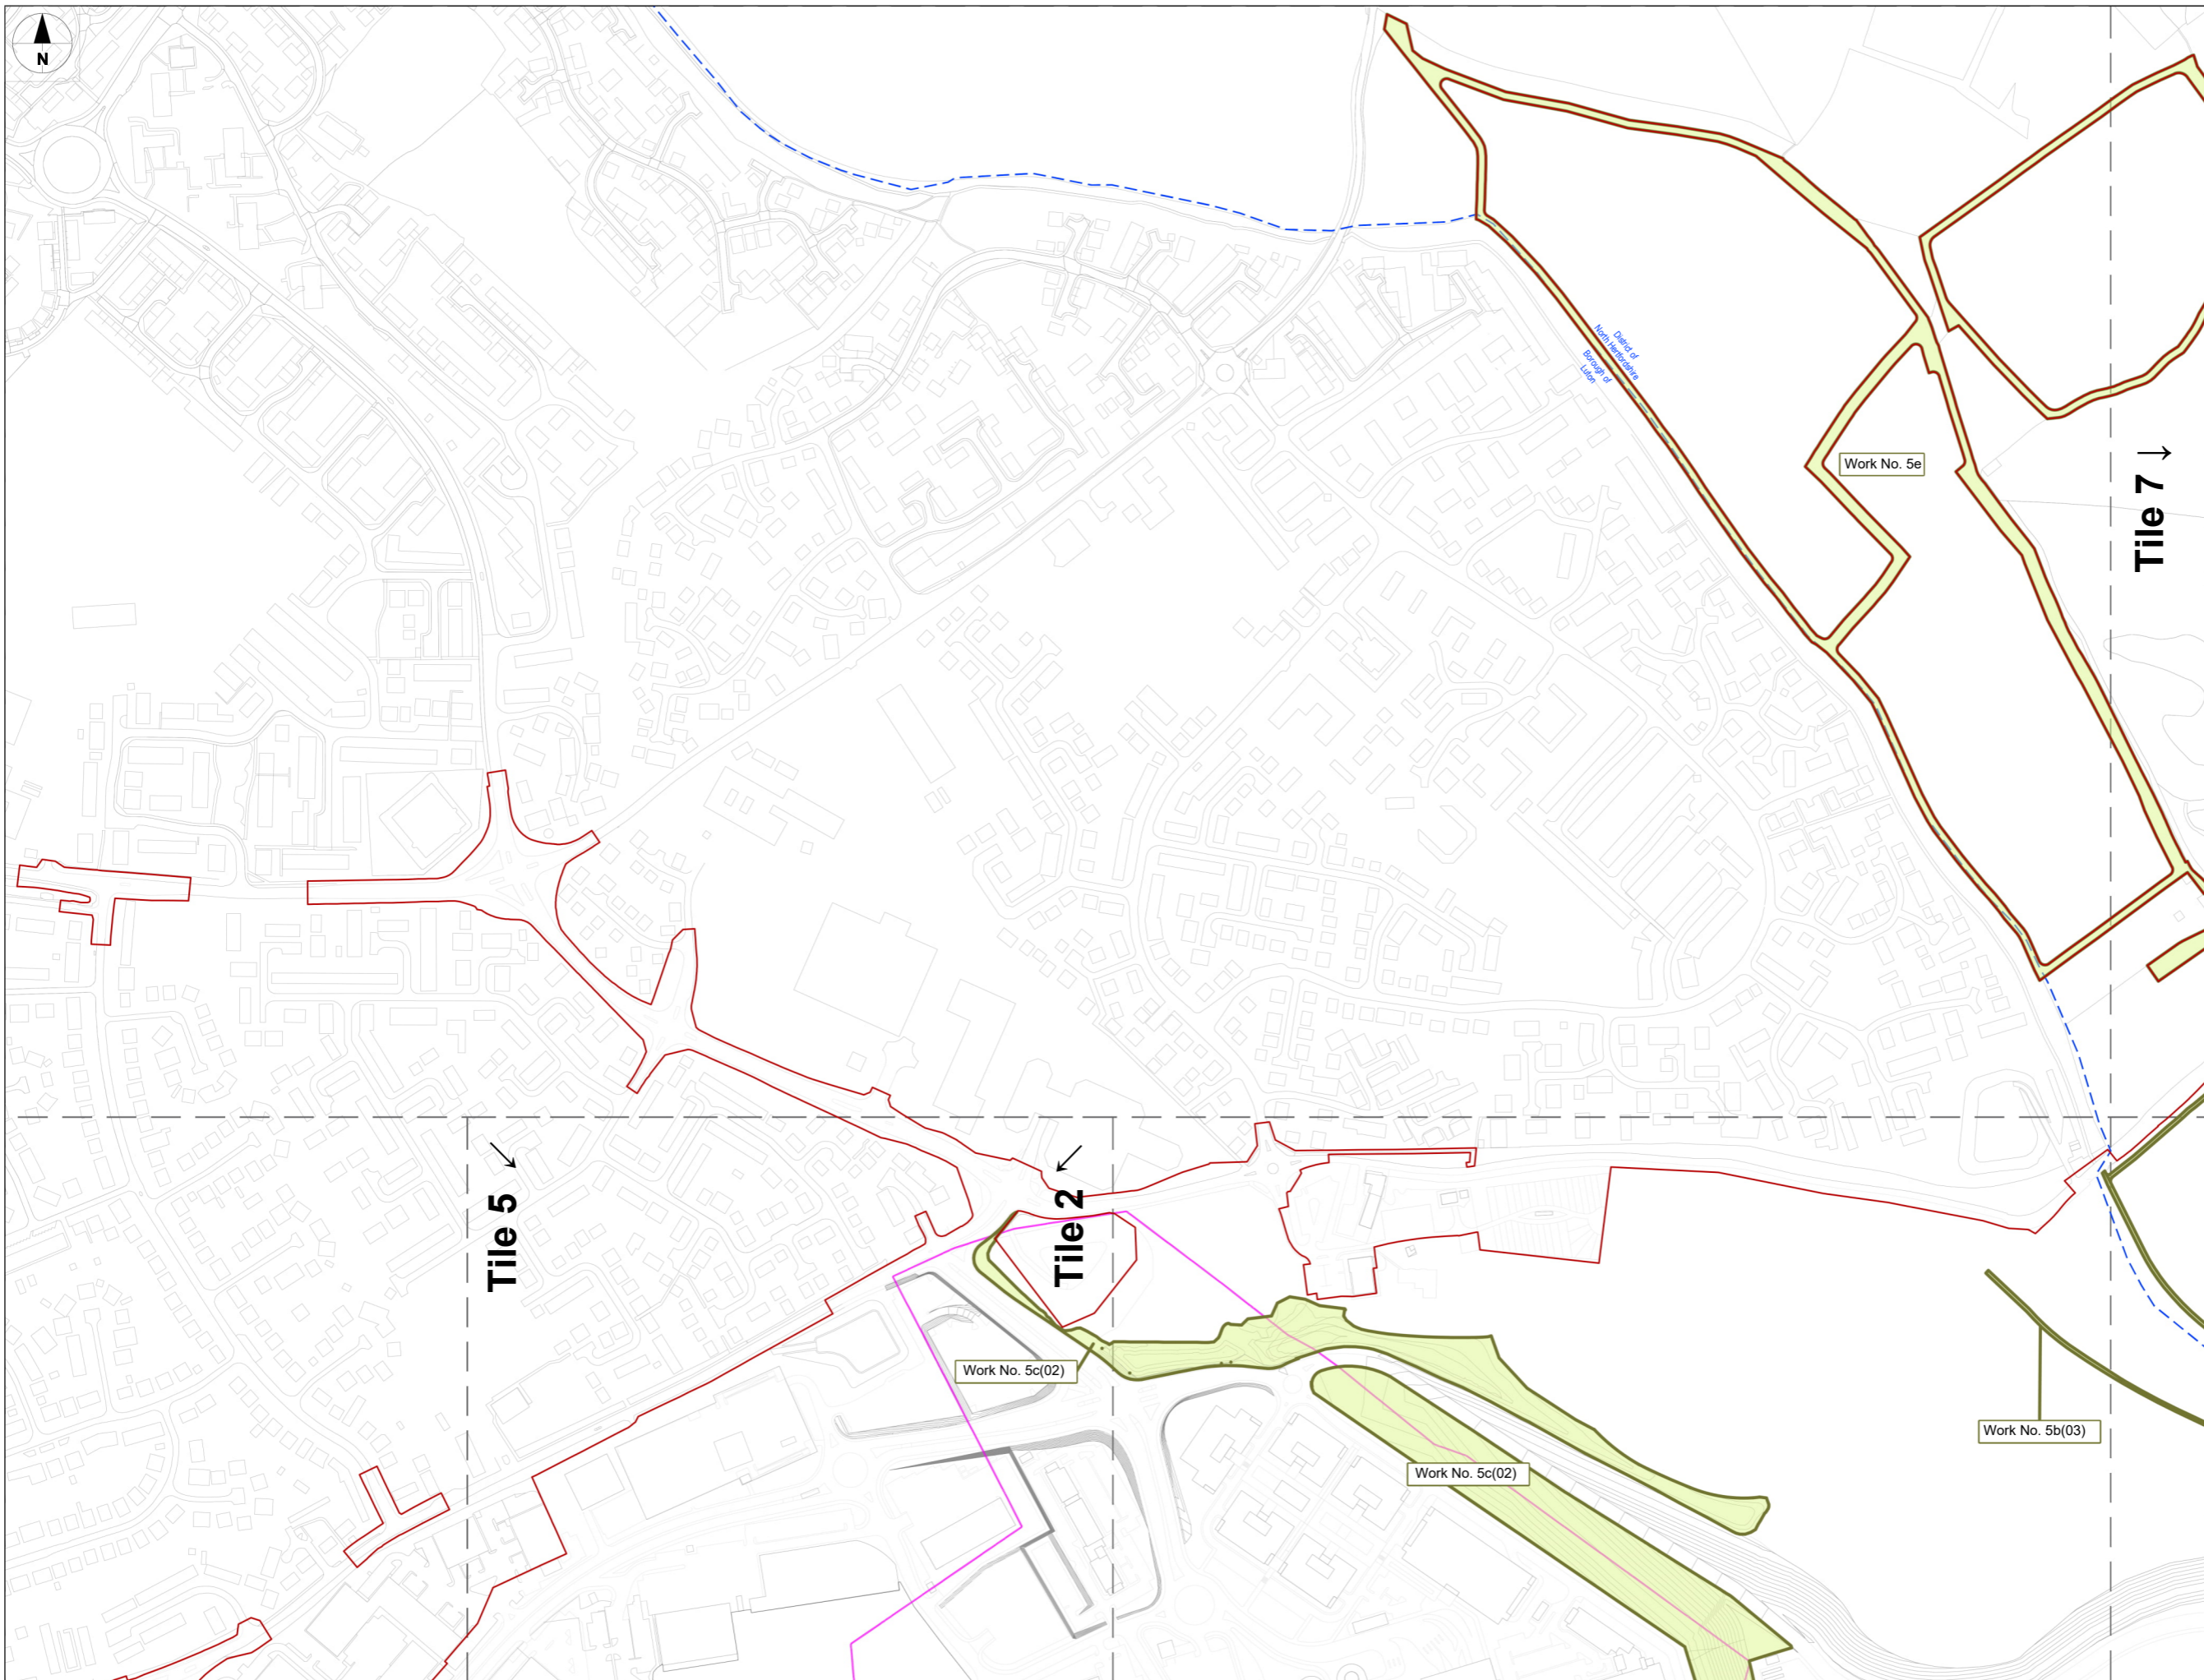 N
District of
North Hertfordshire
Borough of
Luton
Work No. 5e
Tile 7 →
Tile 5
Tile 2
Work No. 5c(02)
Work No. 5b(03)
Work No. 5c(02)